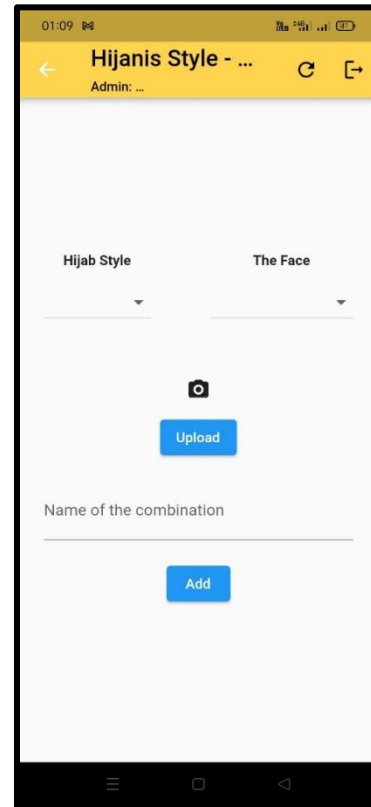 01:09
Hijanis Style - ...
Admin: ...
Hijab Style The Face
Upload
Name of the combination
Add